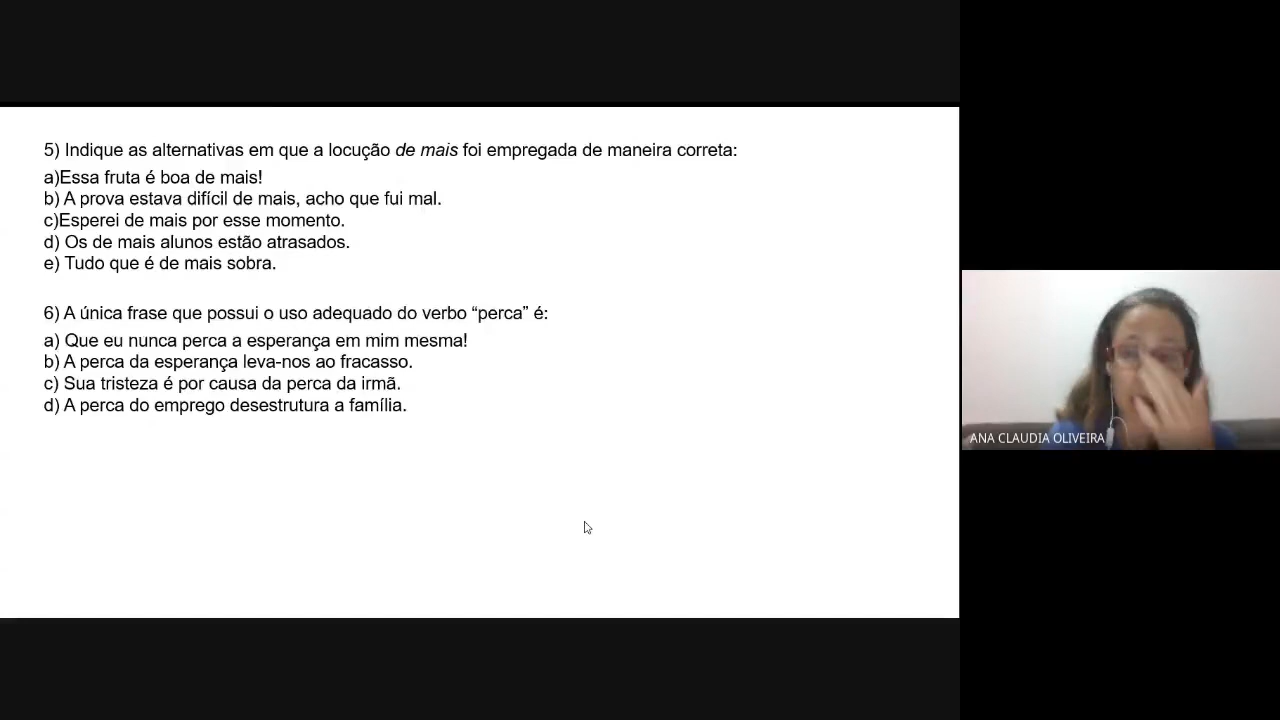 5) Indique as alternativas em que a locução de mais foi empregada de maneira correta:
a)Essa fruta é boa de mais!
b) A prova estava difícil de mais, acho que fui mal.
c)Esperei de mais por esse momento.
d) Os de mais alunos estão atrasados.
e) Tudo que é de mais sobra.
6) A única frase que possui o uso adequado do verbo “perca” é:
a) Que eu nunca perca a esperança em mim mesma!
b) A perca da esperança leva-nos ao fracasso.
c) Sua tristeza é por causa da perca da irmã.
d) A perca do emprego desestrutura a família.
ANA CLAUDIA OLIVEIRA